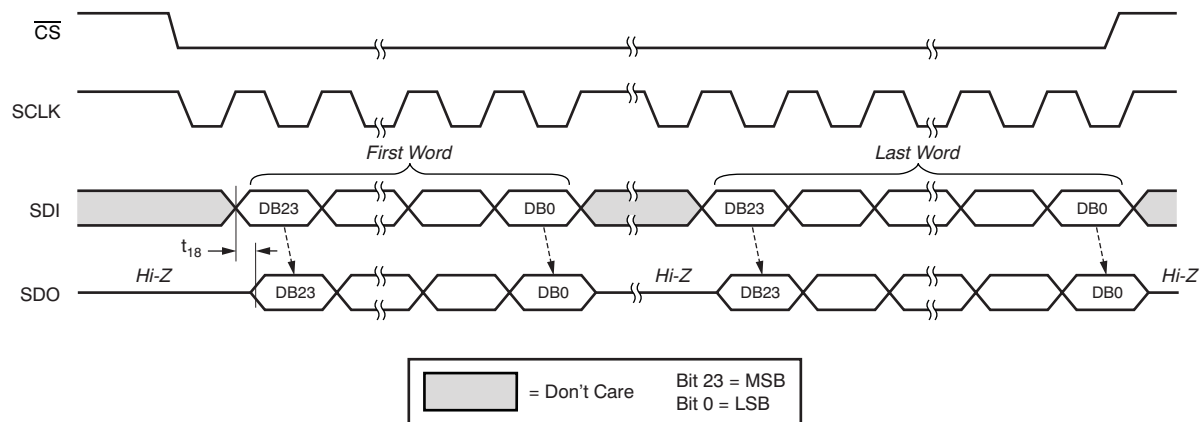 C̅S̅
SCLK
First Word
Last Word
SDI
DB23
DB0
DB23
DB0
t18
Hi-Z
Hi-Z
Hi-Z
SDO
DB23
DB0
DB23
DB0
= Don't Care
Bit 23 = MSB
Bit 0 = LSB